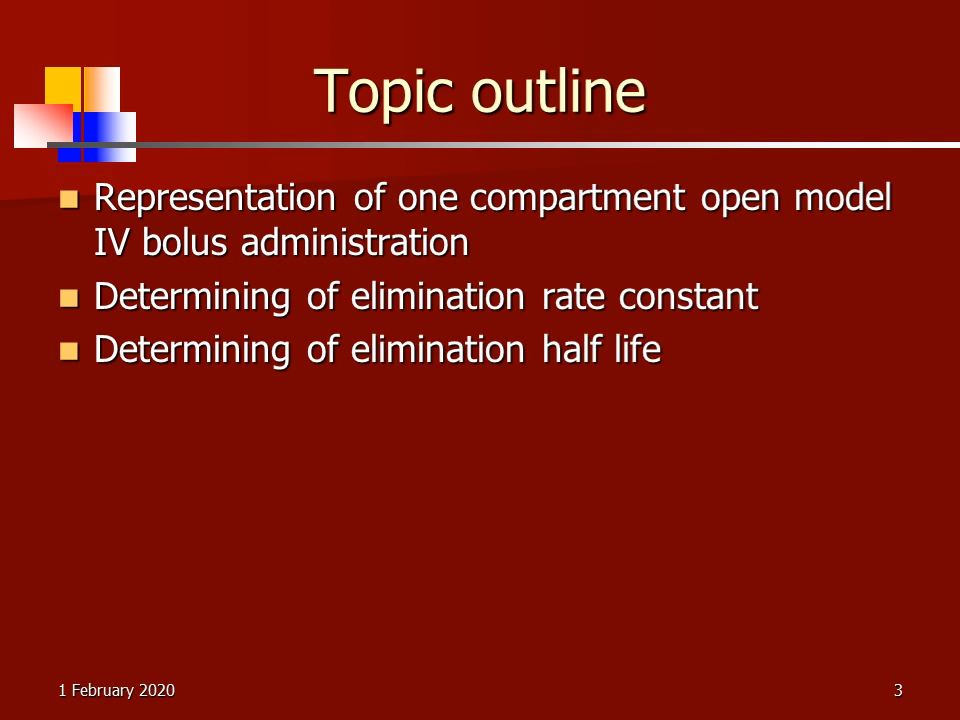 Topic outline
Representation of one compartment open model
IV bolus administration
Determining of elimination rate constant
Determining of elimination half life
1 February 2020
3